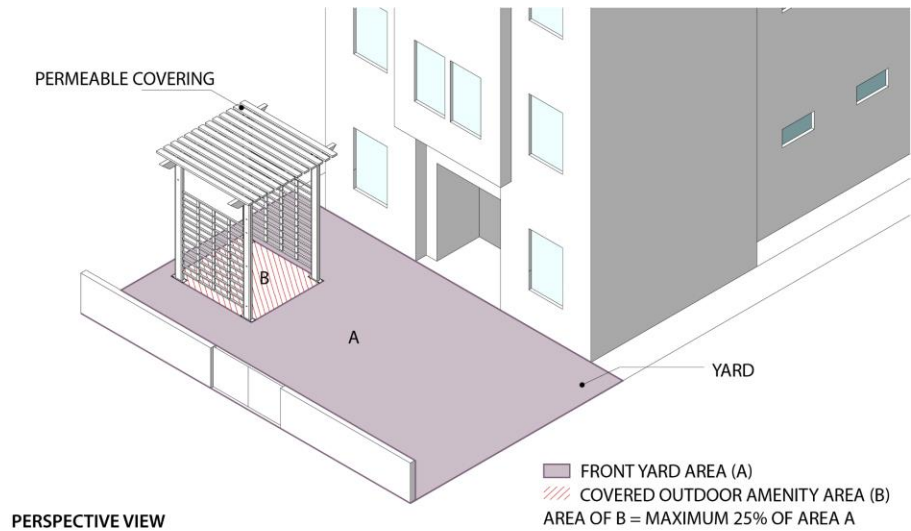 PERMEABLE COVERING
B
A
YARD
FRONT YARD AREA (A)
COVERED OUTDOOR AMENITY AREA (B)
AREA OF B = MAXIMUM 25% OF AREA A
PERSPECTIVE VIEW